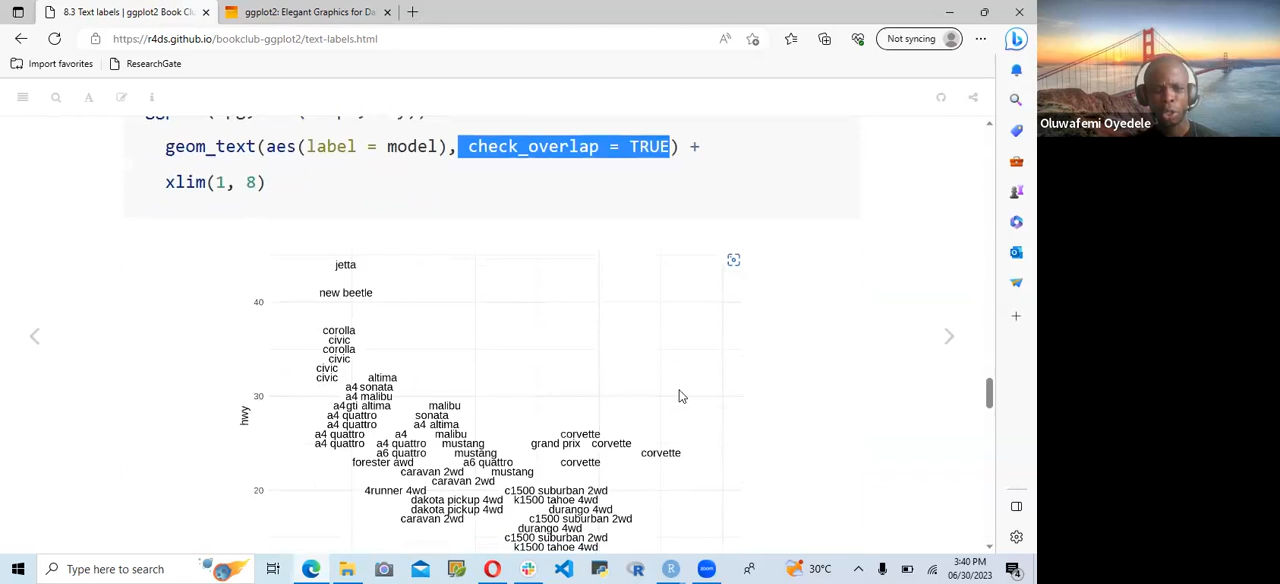 8.3 Text labels | ggplot2 Book Clu
ggplot2: Elegant Graphics for Da
https://r4ds.github.io/bookclub-ggplot2/text-labels.html
Not syncing
Import favorites
ResearchGate
Oluwafemi Oyedele
geom_text(aes(label = model), check_overlap = TRUE) +
xlim(1, 8)
jetta
new beetle
40
corolla
civic
corolla
civic
civic
civic altima
a4 sonata
30 a4 malibu
a4 gti altima malibu
a4 quattro sonata
a4 quattro a4 altima
a4 quattro a4 malibu corvette
a4 quattro a4 quattro mustang grand prix corvette
a6 quattro mustang corvette
forester awd a6 quattro corvette
caravan 2wd mustang
caravan 2wd
20 4runner 4wd c1500 suburban 2wd
dakota pickup 4wd k1500 tahoe 4wd
dakota pickup 4wd durango 4wd
caravan 2wd c1500 suburban 2wd
durango 4wd
c1500 suburban 2wd
k1500 tahoe 4wd
hwy
Type here to search
30°C
3:40 PM
06/30/2023
4